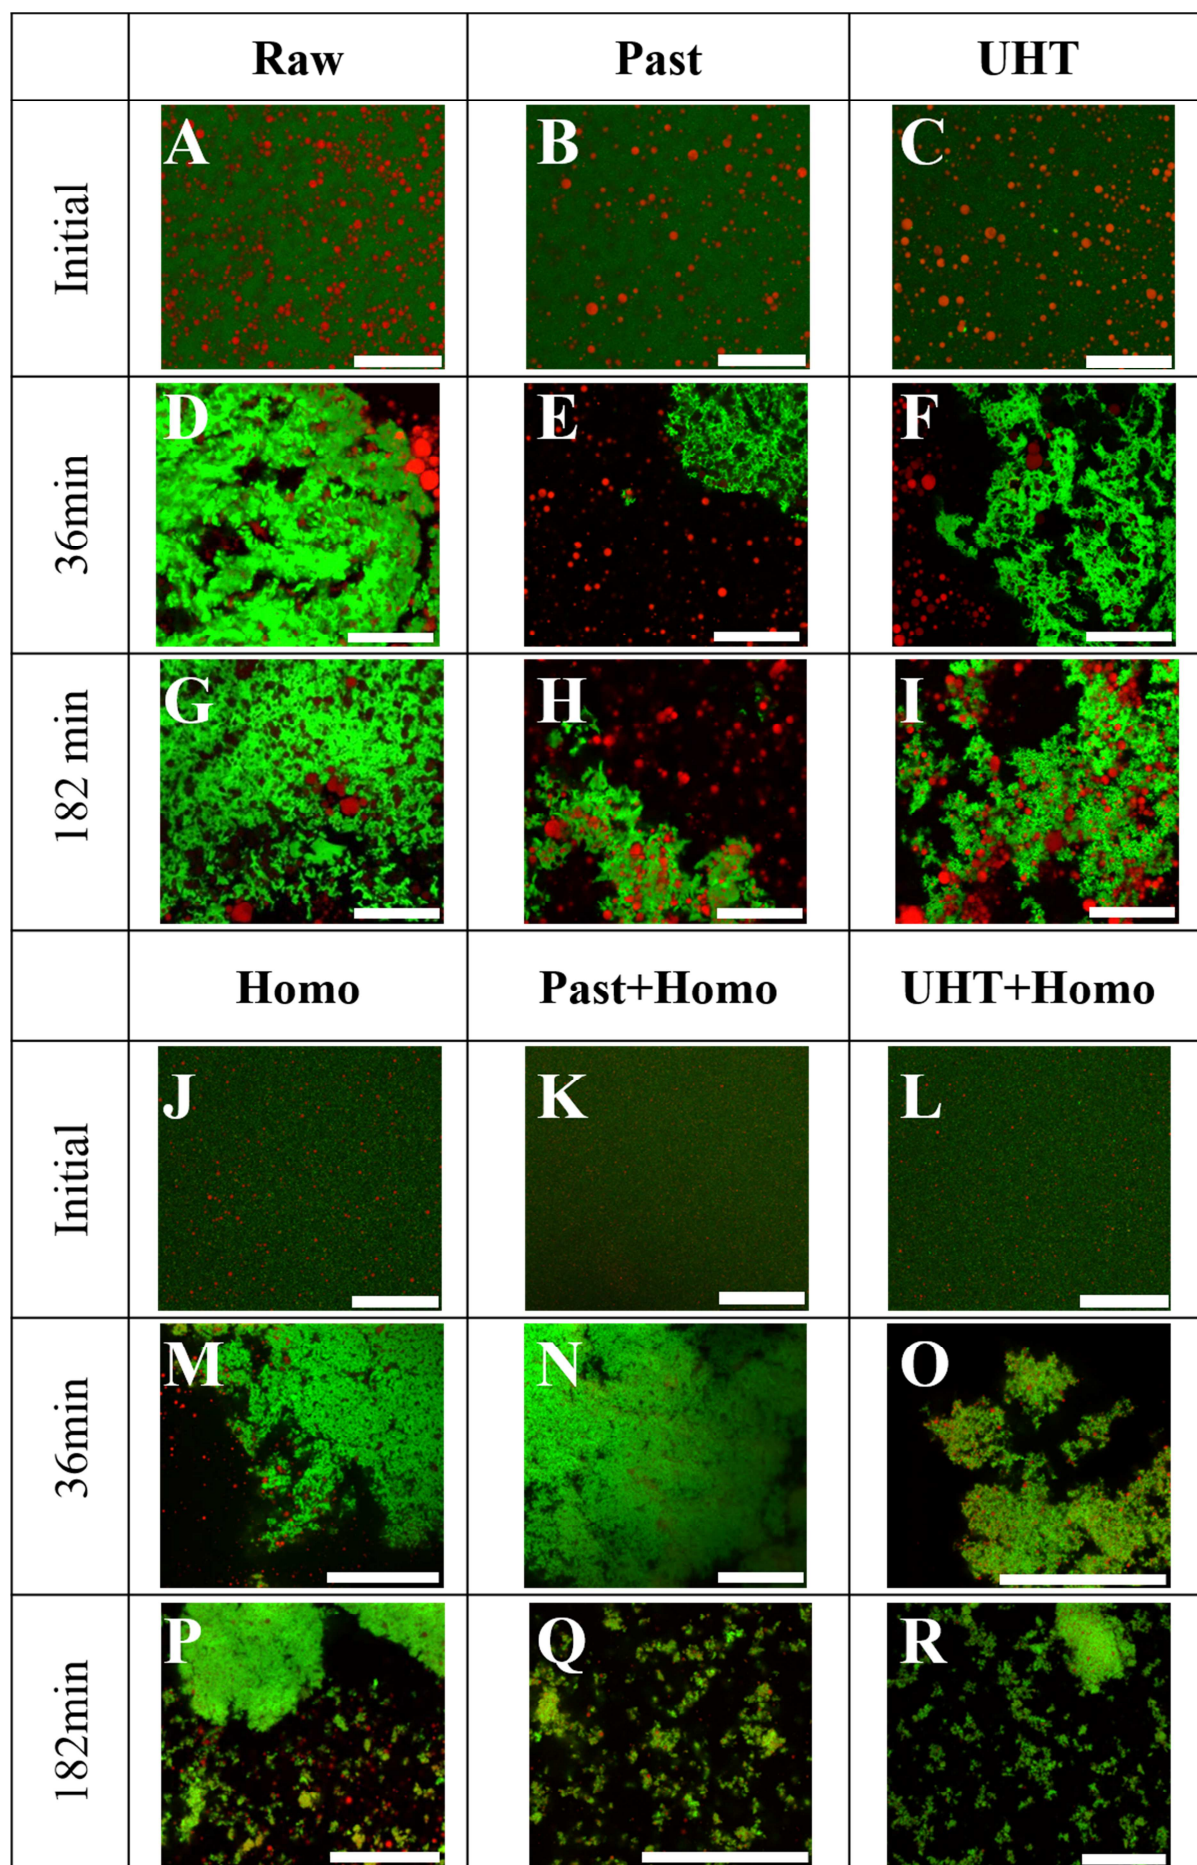 Raw Past UHT
Initial A B C
36min D E F
182 min G H I
Homo Past+Homo UHT+Homo
Initial J K L
36min M N O
182min P Q R